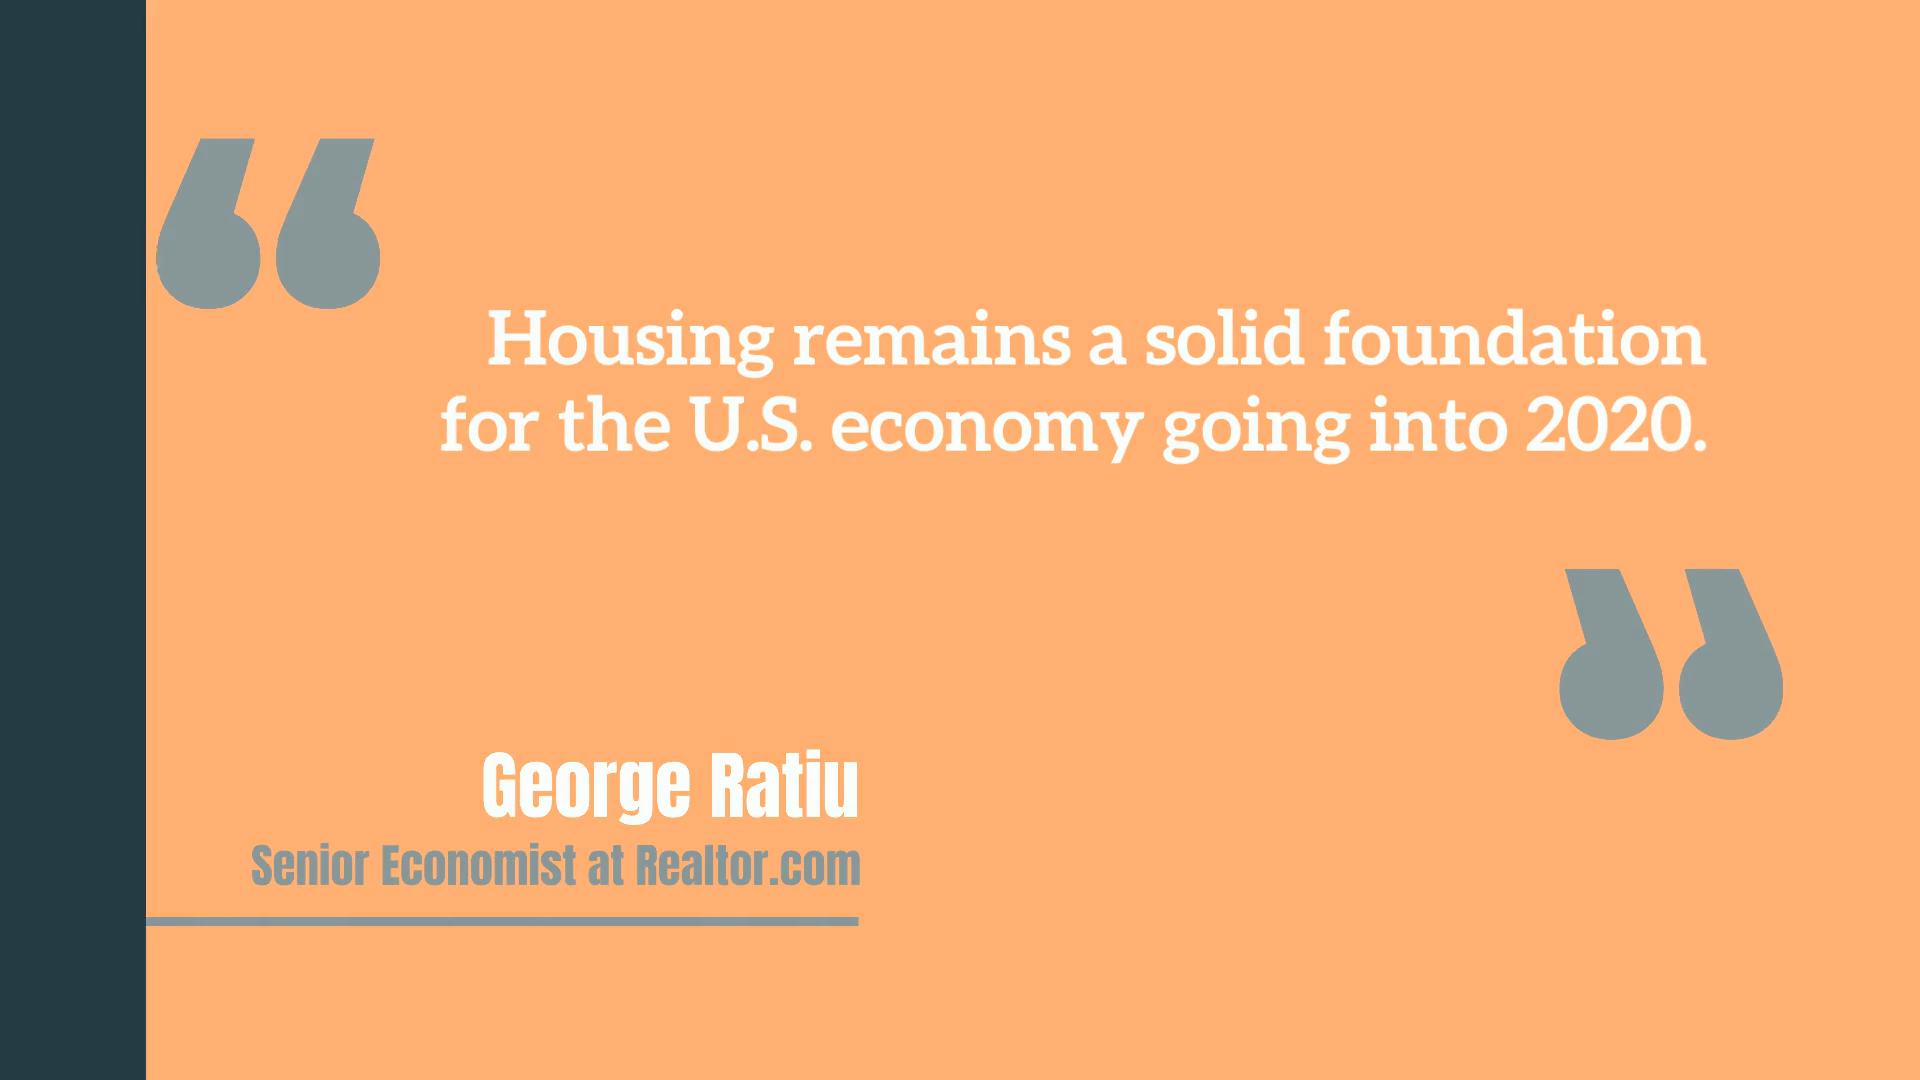 “
Housing remains a solid foundation
for the U.S. economy going into 2020.
”
George Ratiu
Senior Economist at Realtor.com